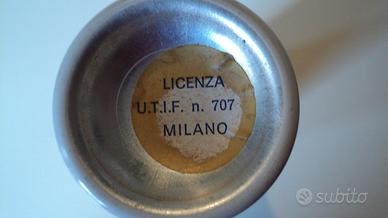 LICENZA
U.T.I.F. n. 707
MILANO
subito